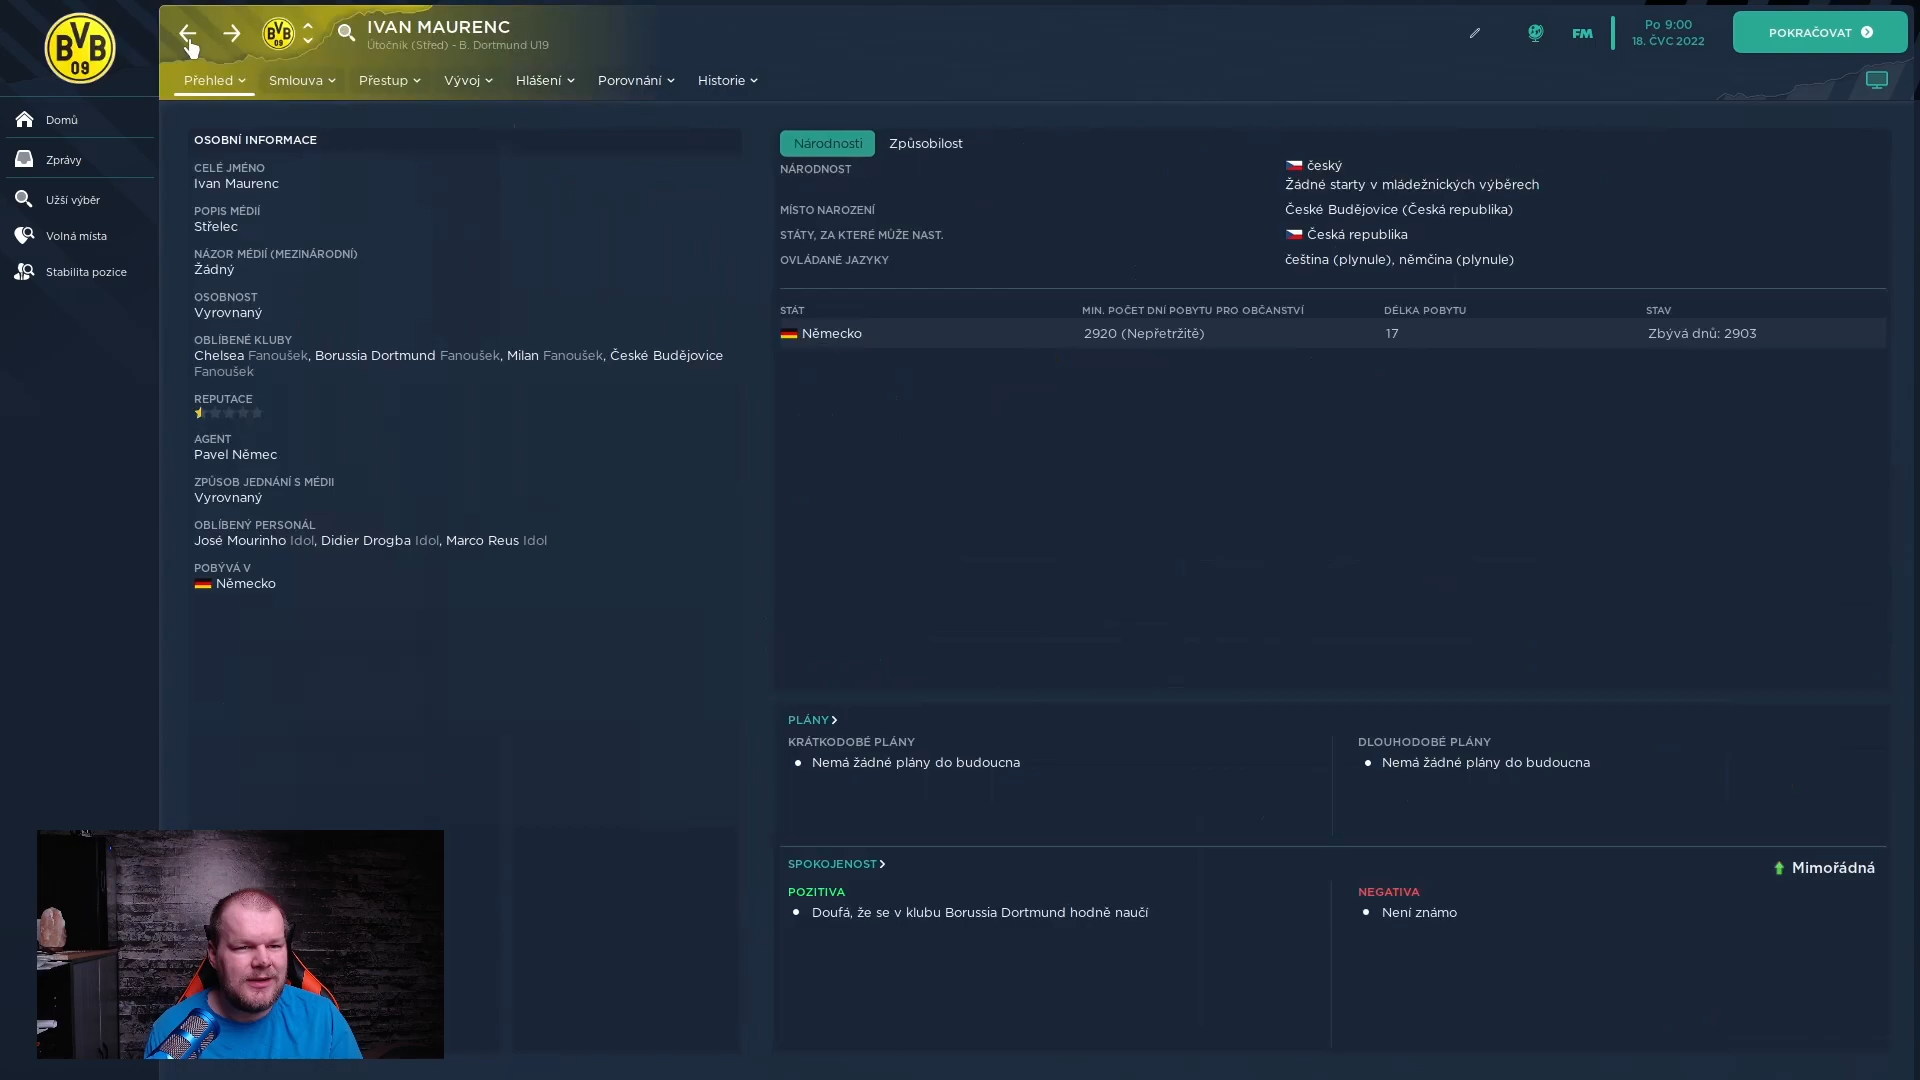 BVB 09
IVAN MAURENC
Útočník (Střed) - B. Dortmund U19
FM
Po 9:00
18. ČVC 2022
POKRAČOVAT
Přehled
Smlouva
Přestup
Vývoj
Hlášení
Porovnání
Historie
Domů
Zprávy
Užší výběr
Volná místa
Stabilita pozice
OSOBNÍ INFORMACE
CELÉ JMÉNO
Ivan Maurenc
POPIS MÉDIÍ
Střelec
NÁZOR MÉDIÍ (MEZINÁRODNÍ)
Žádný
OSOBNOST
Vyrovnaný
OBLÍBENÉ KLUBY
Chelsea Fanoušek, Borussia Dortmund Fanoušek, Milan Fanoušek, České Budějovice
Fanoušek
REPUTACE
AGENT
Pavel Němec
ZPŮSOB JEDNÁNÍ S MÉDII
Vyrovnaný
OBLÍBENÝ PERSONÁL
José Mourinho Idol, Didier Drogba Idol, Marco Reus Idol
POBÝVÁ V
Německo
Národnosti
Způsobilost
NÁRODNOST
český
Žádné starty v mládežnických výběrech
MÍSTO NAROZENÍ
České Budějovice (Česká republika)
STÁTY, ZA KTERÉ MŮŽE NAST.
Česká republika
OVLÁDANÉ JAZYKY
čeština (plynule), němčina (plynule)
STÁT
MIN. POČET DNÍ POBYTU PRO OBČANSTVÍ
DÉLKA POBYTU
STAV
Německo
2920 (Nepřetržitě)
17
Zbývá dnů: 2903
PLÁNY
KRÁTKODOBÉ PLÁNY
Nemá žádné plány do budoucna
DLOUHODOBÉ PLÁNY
Nemá žádné plány do budoucna
SPOKOJENOST
Mimořádná
POZITIVA
Doufá, že se v klubu Borussia Dortmund hodně naučí
NEGATIVA
Není známo